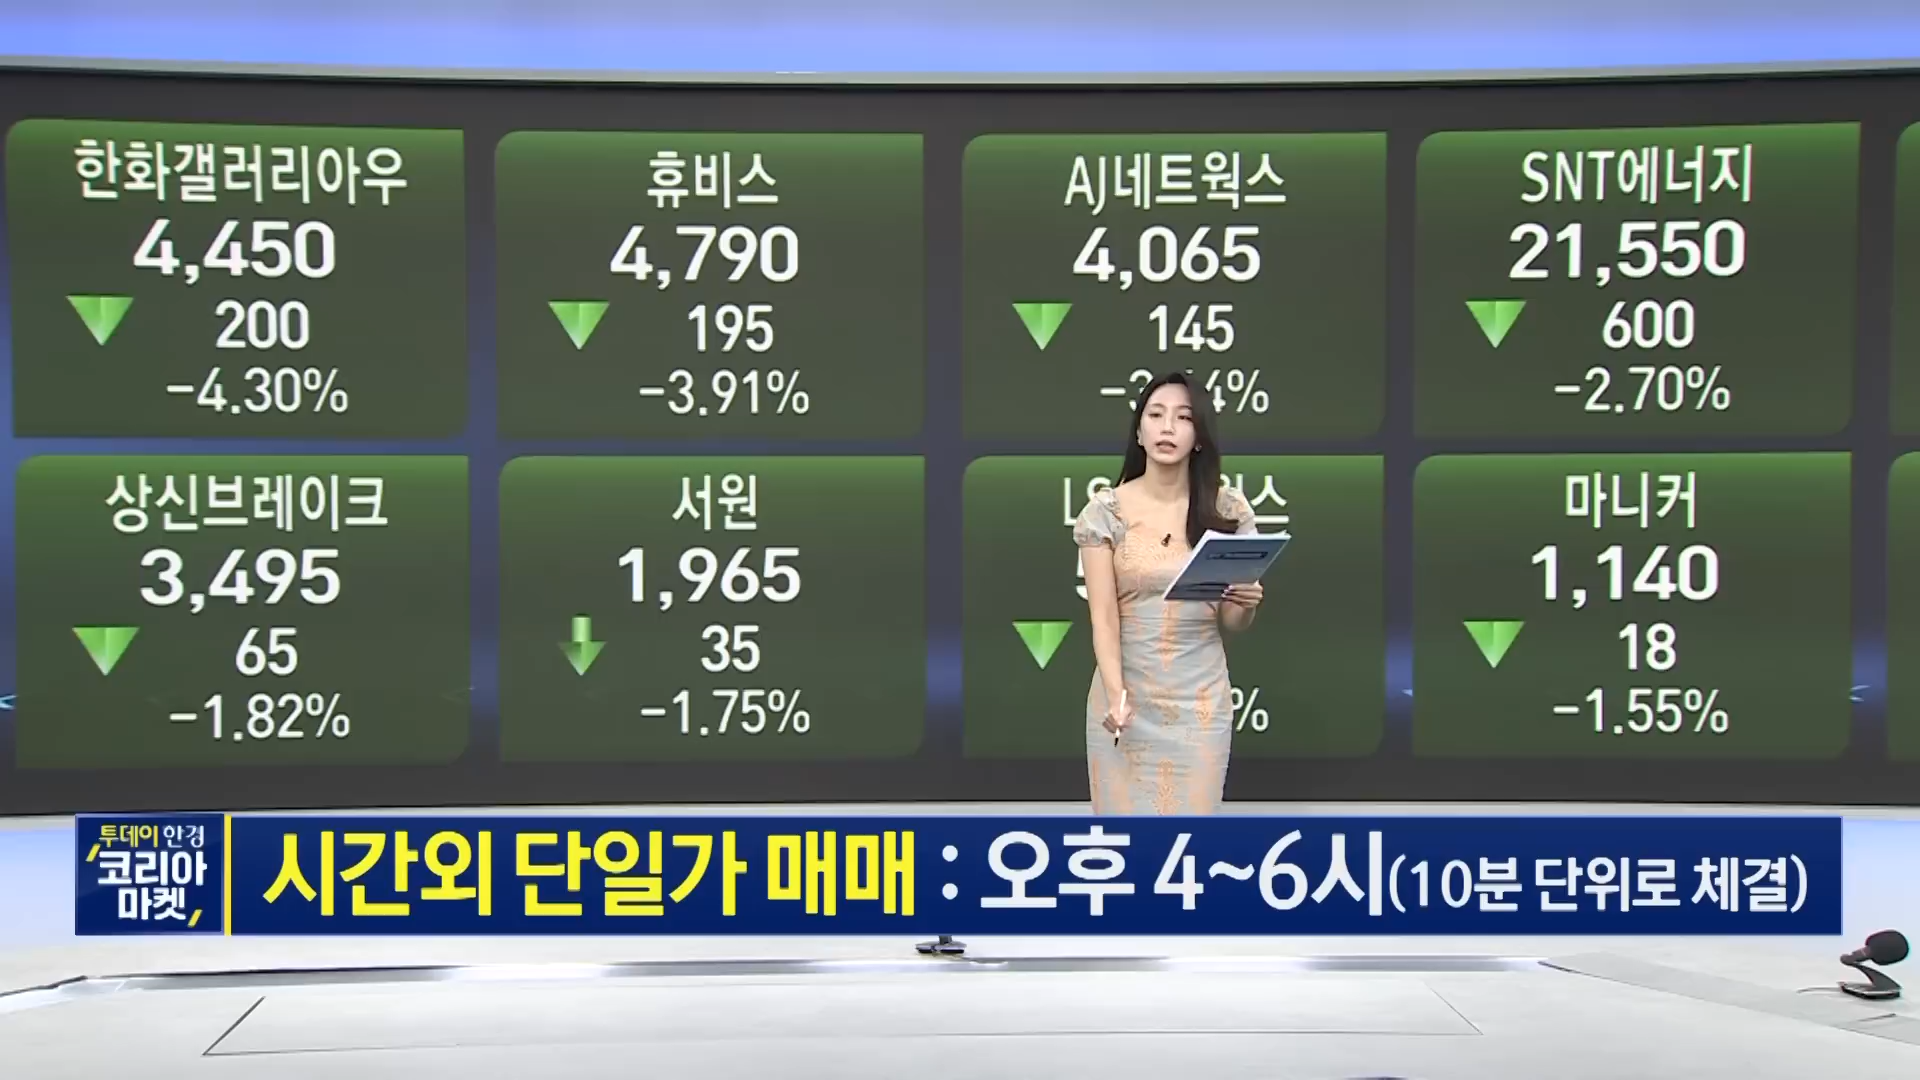 한화갤러리아우
4,450
200
-4.30%
휴비스
4,790
195
-3.91%
AJ네트웍스
4,065
145
SNT에너지
21,550
600
-2.70%
상신브레이크
3,495
65
-1.82%
서원
1,965
35
-1.75%
마니커
1,140
18
-1.55%
투데이 한경
코리아
마켓
시간외 단일가 매매 : 오후 4~6시(10분 단위로 체결)